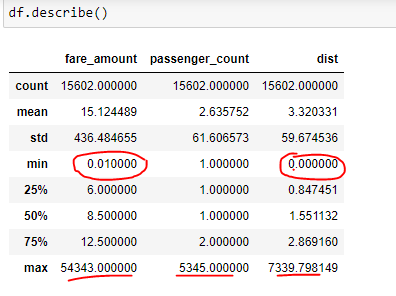 df.describe()
fare_amount passenger_count dist
count 15602.000000 15602.000000 15602.000000
mean 15.124489 2.635752 3.320331
std 436.484655 61.606573 59.674536
min 0.010000 1.000000 0.000000
25% 6.000000 1.000000 0.847451
50% 8.500000 1.000000 1.551132
75% 12.500000 2.000000 2.869160
max 54343.000000 5345.000000 7339.798149